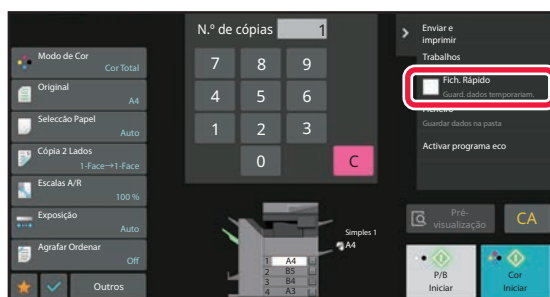 N.º de cópias 1
Modo de Cor
Cor Total
Original
A4
Selecção Papel
Auto
Cópia 2 Lados
1-Face→1-Face
Escalas A/R
100 %
Exposição
Auto
Agrafar Ordenar
Off
Outros
7 8 9
4 5 6
1 2 3
0 C
Simples 1
A4
1 A4
2 B5
3 B4
4 A3
Enviar e
imprimir
Trabalhos
Fich. Rápido
Guard. dados temporariam.
Ficheiro
Guardar dados na pasta
Activar programa eco
Pré-
visualização
CA
P/B
Iniciar
Cor
Iniciar